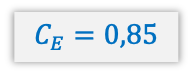 C_E = 0,85